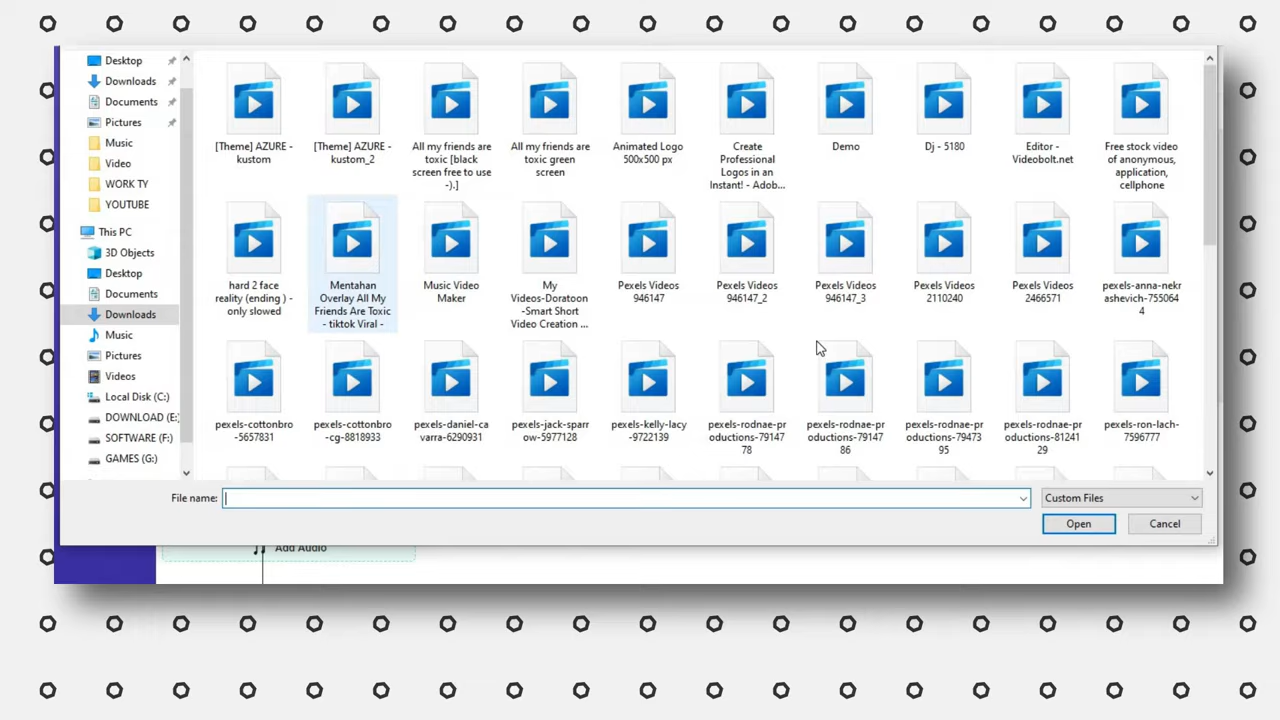 Desktop
Downloads
Documents
Pictures
Music
Video
WORK TY
YOUTUBE
This PC
3D Objects
Desktop
Documents
Downloads
Music
Pictures
Videos
Local Disk (C:)
DOWNLOAD (E:)
SOFTWARE (F:)
GAMES (G:)
[Theme] AZURE -
kustom
[Theme] AZURE -
kustom_2
All my friends are
toxic [black
screen free to use
-).]
All my friends are
toxic green
screen
Animated Logo
500x500 px
Create
Professional
Logos in an
Instant! - Adob...
Demo
Dj - 5180
Editor -
Videobolt.net
Free stock video
of anonymous,
application,
cellphone
hard 2 face
reality (ending ) -
only slowed
Mentahan
Overlay All My
Friends Are Toxic
- tiktok Viral -
Music Video
Maker
My
Videos-Doratoon
-Smart Short
Video Creation ...
Pexels Videos
946147
Pexels Videos
946147_2
Pexels Videos
946147_3
Pexels Videos
2110240
Pexels Videos
2466571
pexels-anna-nekr
ashevich-755064
4
pexels-cottonbro
-5657831
pexels-cottonbro
-cg-8818933
pexels-daniel-ca
varra-6290931
pexels-jack-sparr
ow-5977128
pexels-kelly-lacy
-9722139
pexels-rodnae-pr
oductions-79147
78
pexels-rodnae-pr
oductions-79147
86
pexels-rodnae-pr
oductions-79473
95
pexels-rodnae-pr
oductions-81241
29
pexels-ron-lach-
7596777
File name:
Custom Files
Open
Cancel
Add Audio